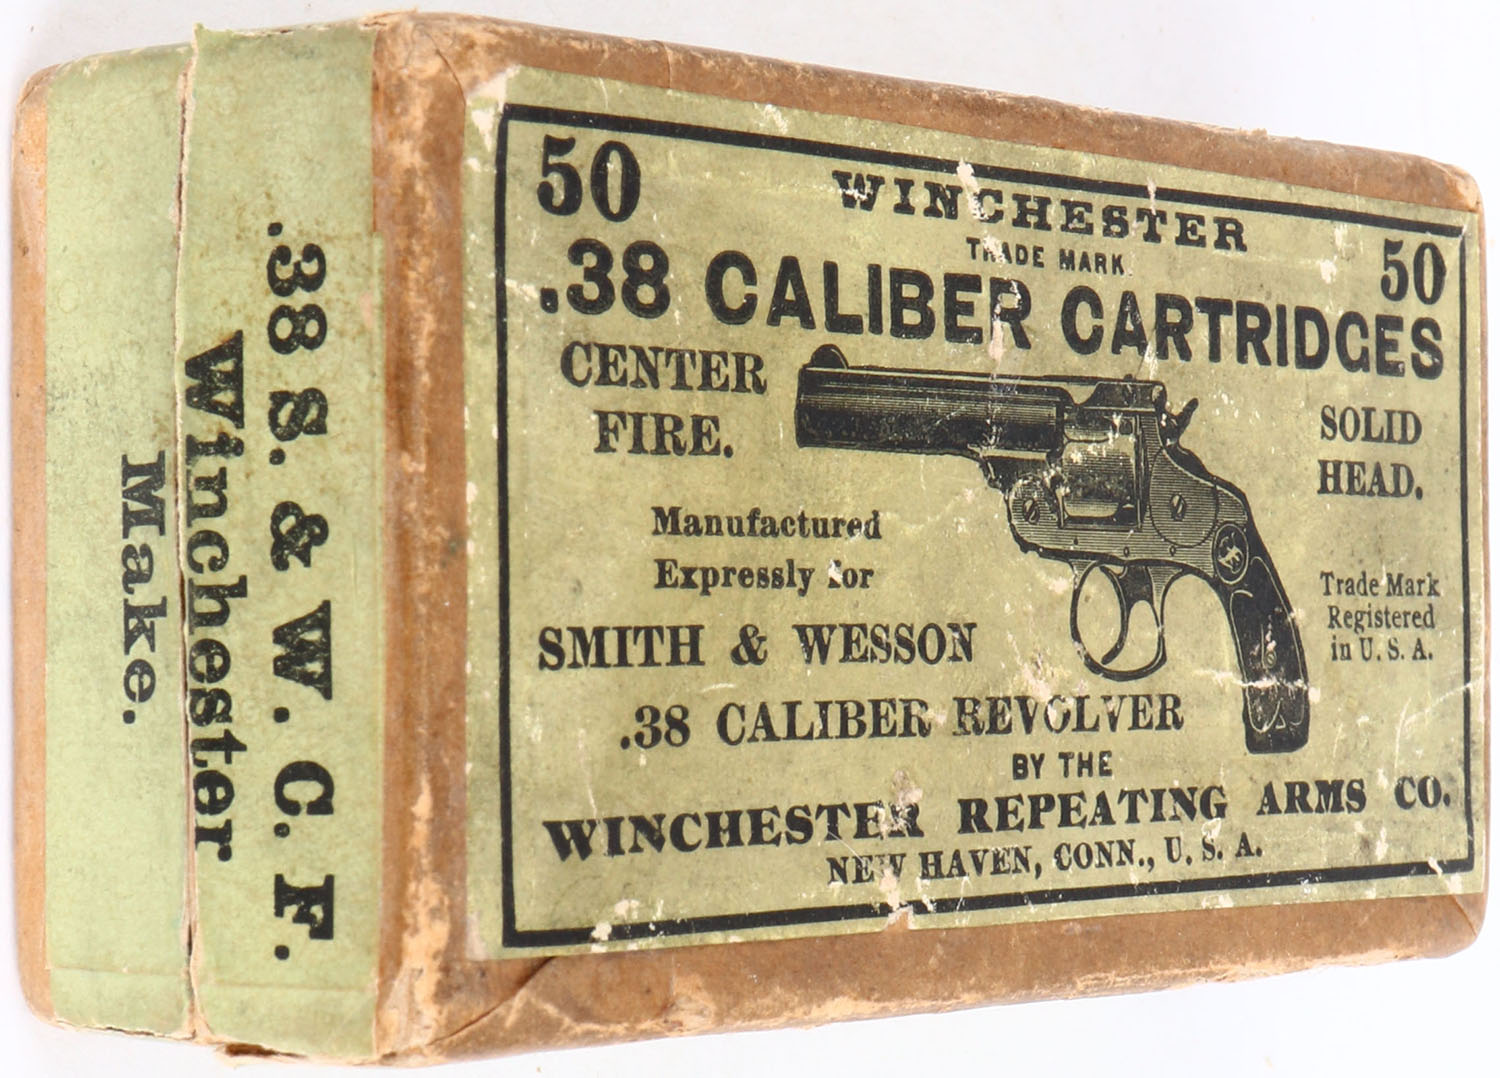 50
WINCHESTER
50
TRADE MARK
.38 CALIBER CARTRIDGES
CENTER
FIRE.
SOLID
HEAD.
Manufactured
Expressly for
SMITH & WESSON
.38 CALIBER REVOLVER
Trade Mark
Registered
in U. S. A.
BY THE
WINCHESTER REPEATING ARMS CO.
NEW HAVEN, CONN., U. S. A.
.38 S. & W. C. F.
Winchester
Winchester
Make.